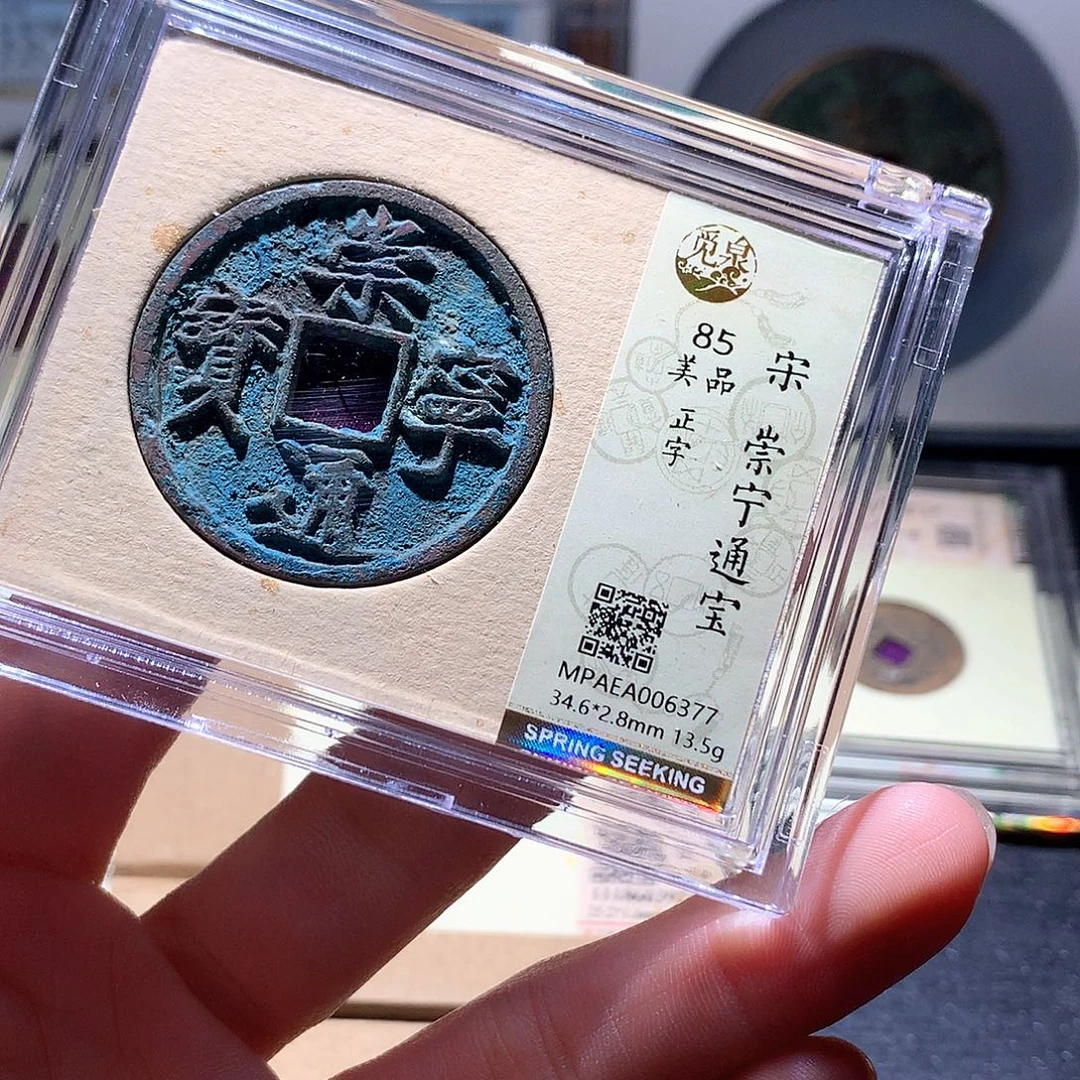 崇
寧
通
寳
觅泉
85
美品
正字
宋 崇宁通宝
MPAEA006377
34.6*2.8mm 13.5g
SPRING SEEKING